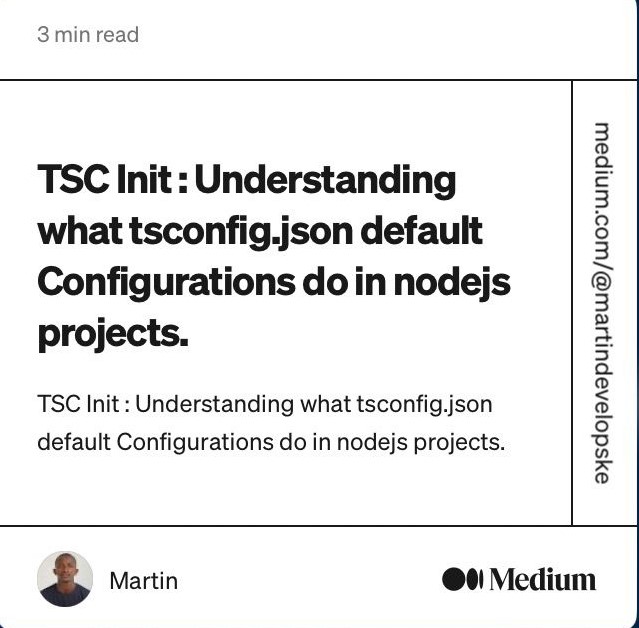 3 min read
TSC Init : Understanding
what tsconfig.json default
Configurations do in nodejs
projects.
TSC Init : Understanding what tsconfig.json
default Configurations do in nodejs projects.
medium.com/@martindevelopske
Martin
Medium